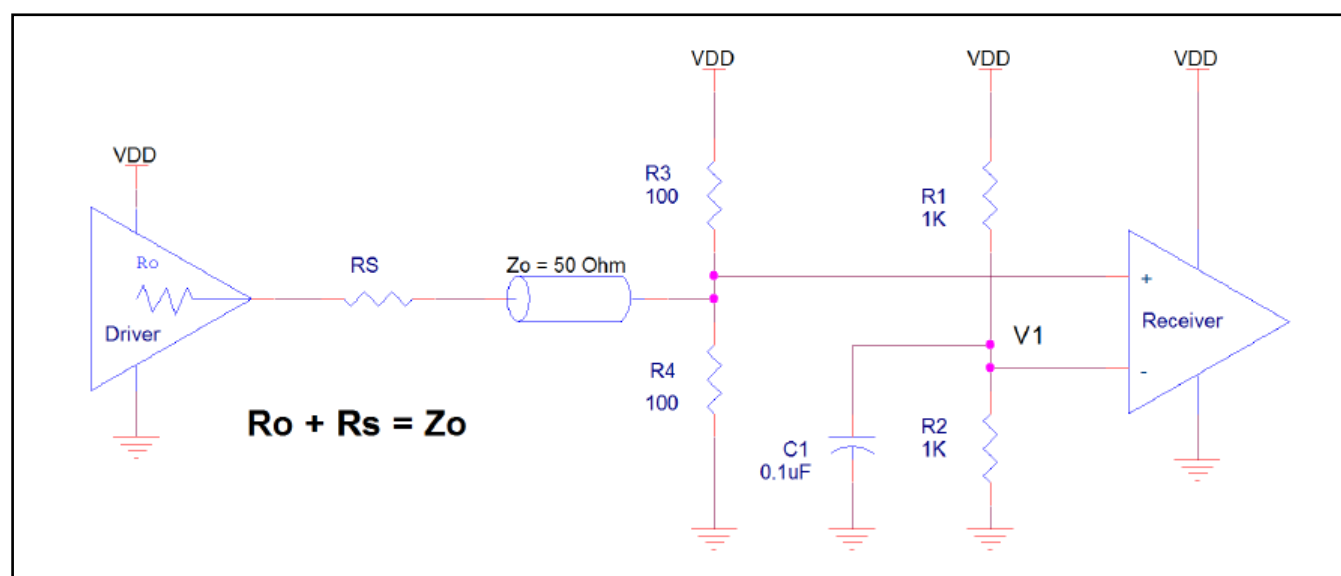 VDD
VDD
VDD
VDD
R3
100
R1
1K
Ro
RS
Zo = 50 Ohm
+
Receiver
Driver
V1
-
R4
100
Ro + Rs = Zo
R2
1K
C1
0.1uF